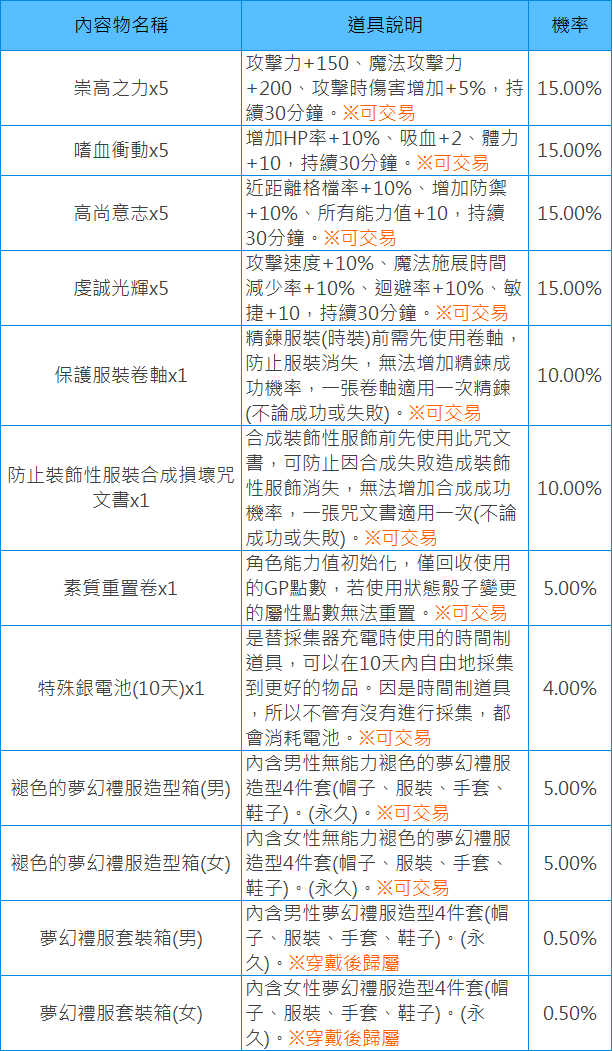 內容物名稱
道具說明
機率
崇高之力x5
攻擊力+150、魔法攻擊力
+200、攻擊時傷害增加+5%，持
續30分鐘。※可交易
15.00%
嗜血衝動x5
增加HP率+10%、吸血+2、體力
+10，持續30分鐘。※可交易
15.00%
高尚意志x5
近距離格檔率+10%、增加防禦
+10%、所有能力值+10，持續
30分鐘。※可交易
15.00%
虔誠光輝x5
攻擊速度+10%、魔法施展時間
減少率+10%、迴避率+10%、敏
捷+10，持續30分鐘。※可交易
15.00%
保護服裝卷軸x1
精鍊服裝(時裝)前需先使用卷軸，
防止服裝消失，無法增加精鍊成
功機率，一張卷軸適用一次精鍊
(不論成功或失敗)。※可交易
10.00%
防止裝飾性服裝合成損壞咒
文書x1
合成裝飾性服飾前先使用此咒文
書，可防止因合成失敗造成裝飾
性服飾消失，無法增加合成成功
機率，一張咒文書適用一次(不論
成功或失敗)。※可交易
10.00%
素質重置卷x1
角色能力值初始化，僅回收使用
的GP點數，若使用狀態骰子變更
的屬性點數無法重置。※可交易
5.00%
特殊銀電池(10天)x1
是替採集器充電時使用的時間制
道具，可以在10天內自由地採集
到更好的物品。因是時間制道具
，所以不管有沒有進行採集，都
會消耗電池。※可交易
4.00%
褪色的夢幻禮服造型箱(男)
內含男性無能力褪色的夢幻禮服
造型4件套(帽子、服裝、手套、
鞋子)。(永久)。※可交易
5.00%
褪色的夢幻禮服造型箱(女)
內含女性無能力褪色的夢幻禮服
造型4件套(帽子、服裝、手套、
鞋子)。(永久)。※可交易
5.00%
夢幻禮服套裝箱(男)
內含男性夢幻禮服造型4件套(帽
子、服裝、手套、鞋子)。(永
久)。※穿戴後歸屬
0.50%
夢幻禮服套裝箱(女)
內含女性夢幻禮服造型4件套(帽
子、服裝、手套、鞋子)。(永
久)。※穿戴後歸屬
0.50%